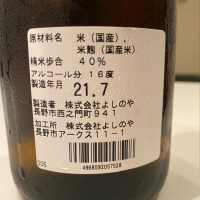 原材料名 米(国産)、
米麹(国産米)
精米歩合 40%
アルコール分 16度
製造年月 21.7
製造者 株式会社よしのや
長野市西之門町941
加工所 株式会社よしのや
長野市アークス11-1
4968592057528